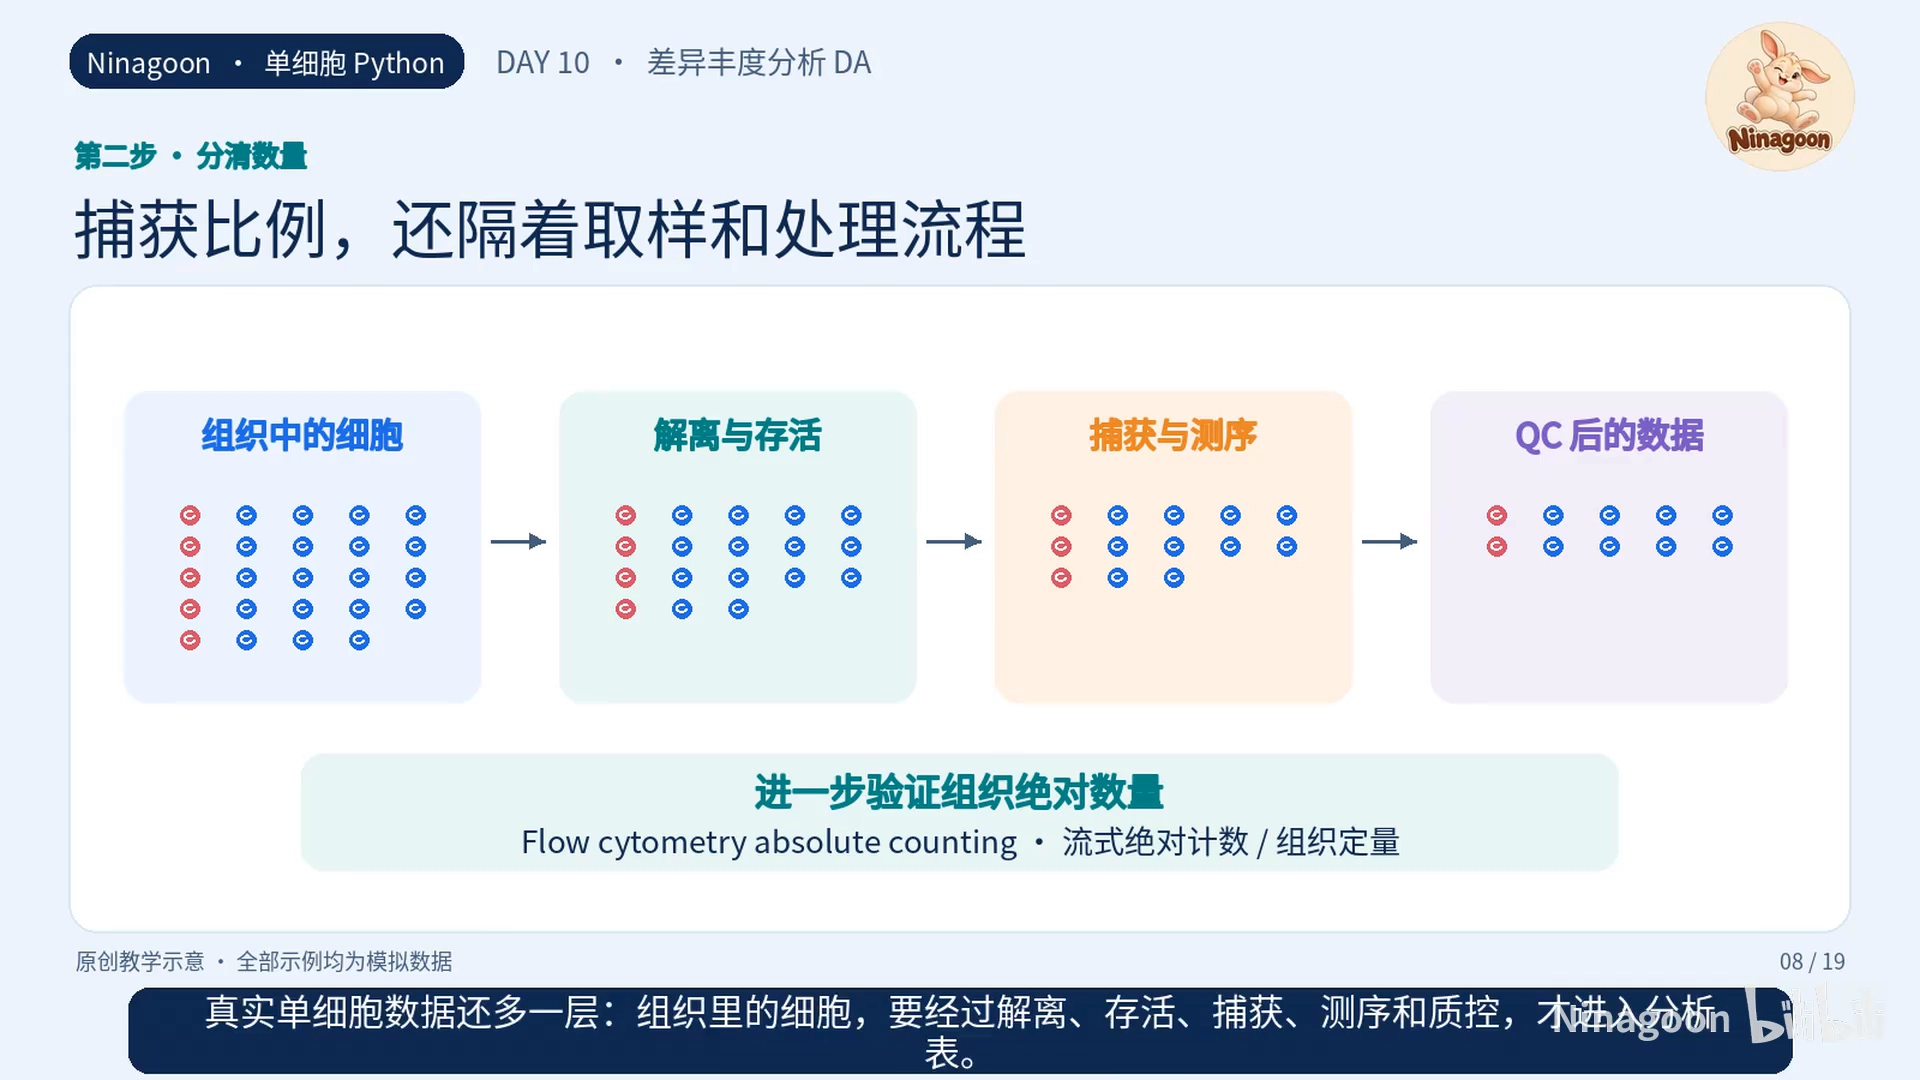 Ninagoon · 单细胞 Python
DAY 10 · 差异丰度分析 DA
Ninagoon
第二步 · 分清数量
捕获比例，还隔着取样和处理流程
组织中的细胞
解离与存活
捕获与测序
QC 后的数据
进一步验证组织绝对数量
Flow cytometry absolute counting · 流式绝对计数 / 组织定量
原创教学示意 · 全部示例均为模拟数据
08 / 19
真实单细胞数据还多一层：组织里的细胞，要经过解离、存活、捕获、测序和质控，才进入分析
表。
Ninagoon bilibili